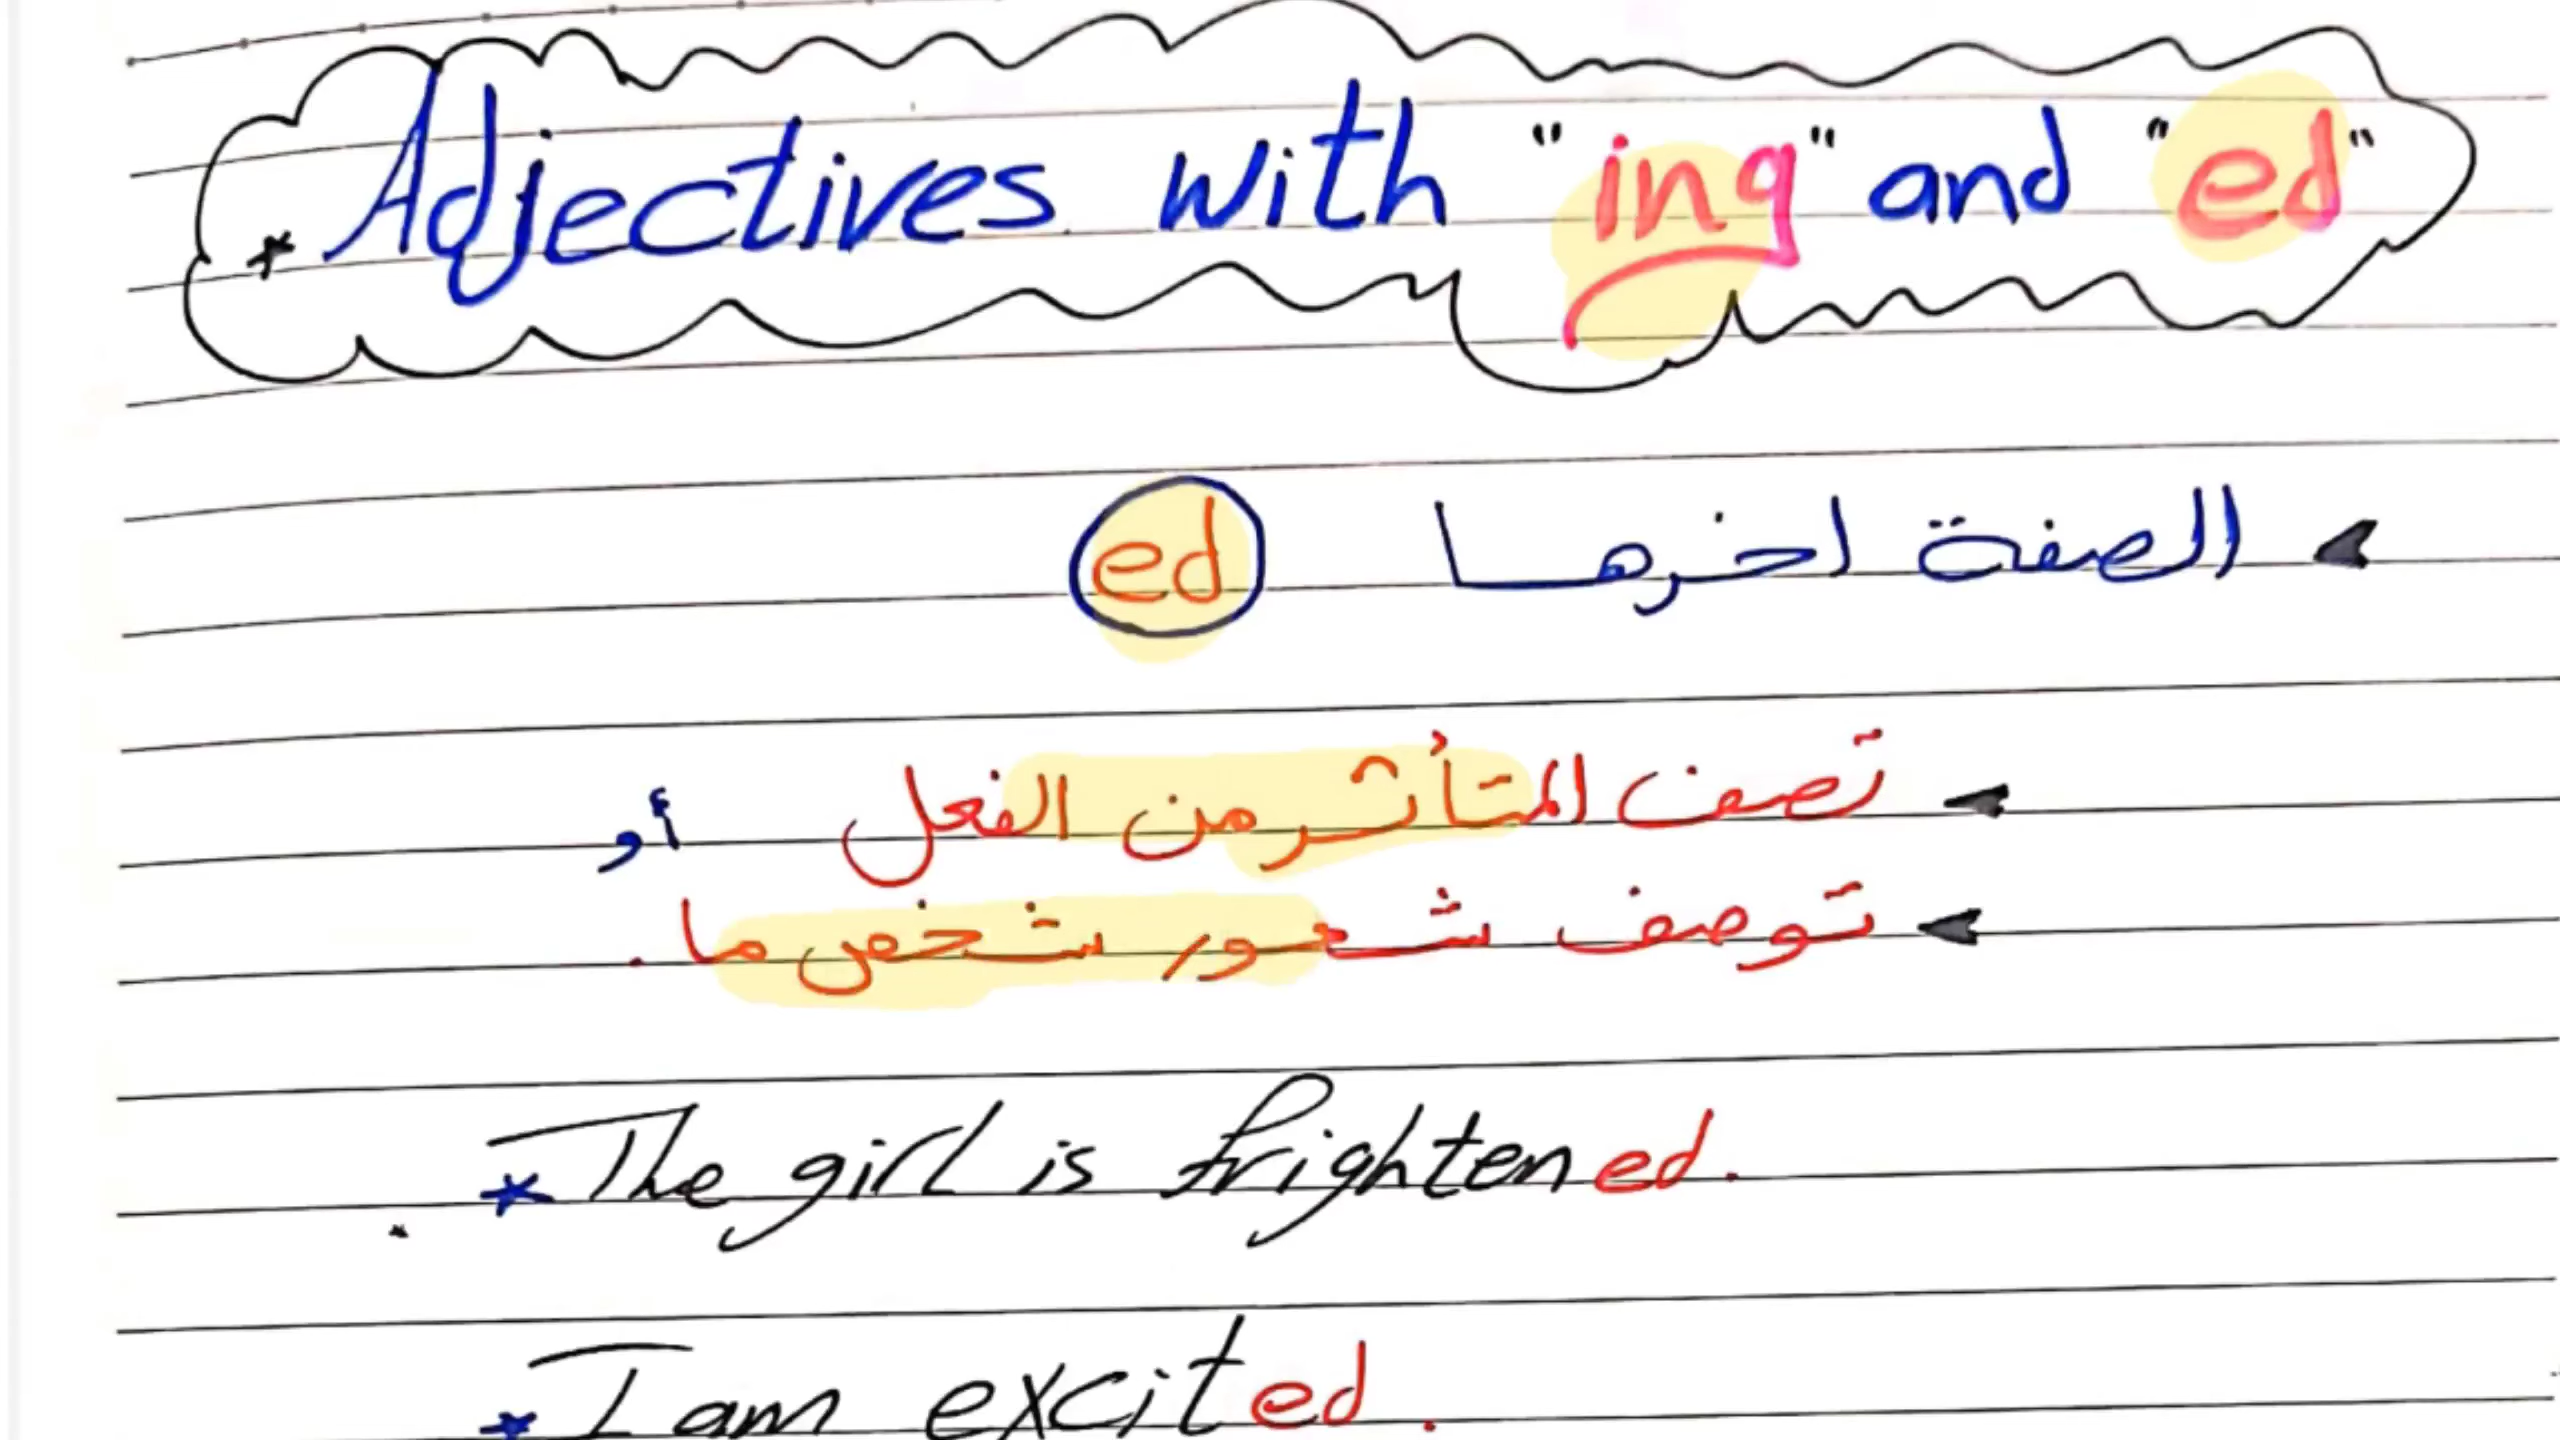 * Adjectives with "ing" and "ed"
الصفة اخرها ed
تصف المتأثر من الفعل أو
توصف شعور شخص ما.
* The girl is frightened.
* I am excited.